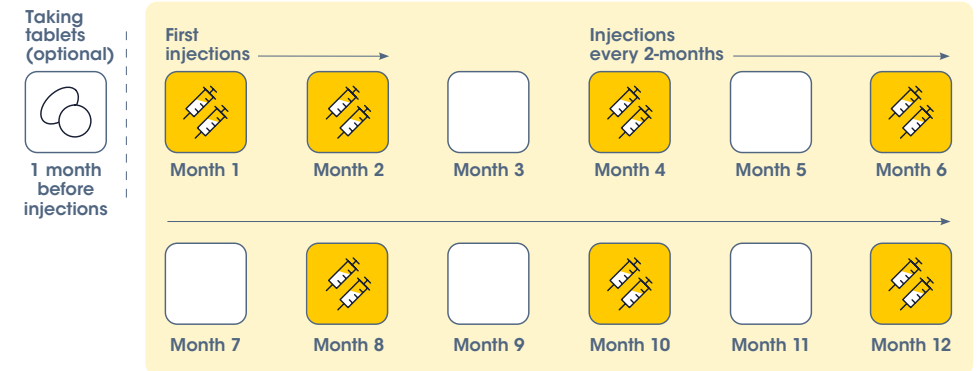 Taking
tablets
(optional)
1 month
before
injections
First
injections
Injections
every 2-months
Month 1
Month 2
Month 3
Month 4
Month 5
Month 6
Month 7
Month 8
Month 9
Month 10
Month 11
Month 12